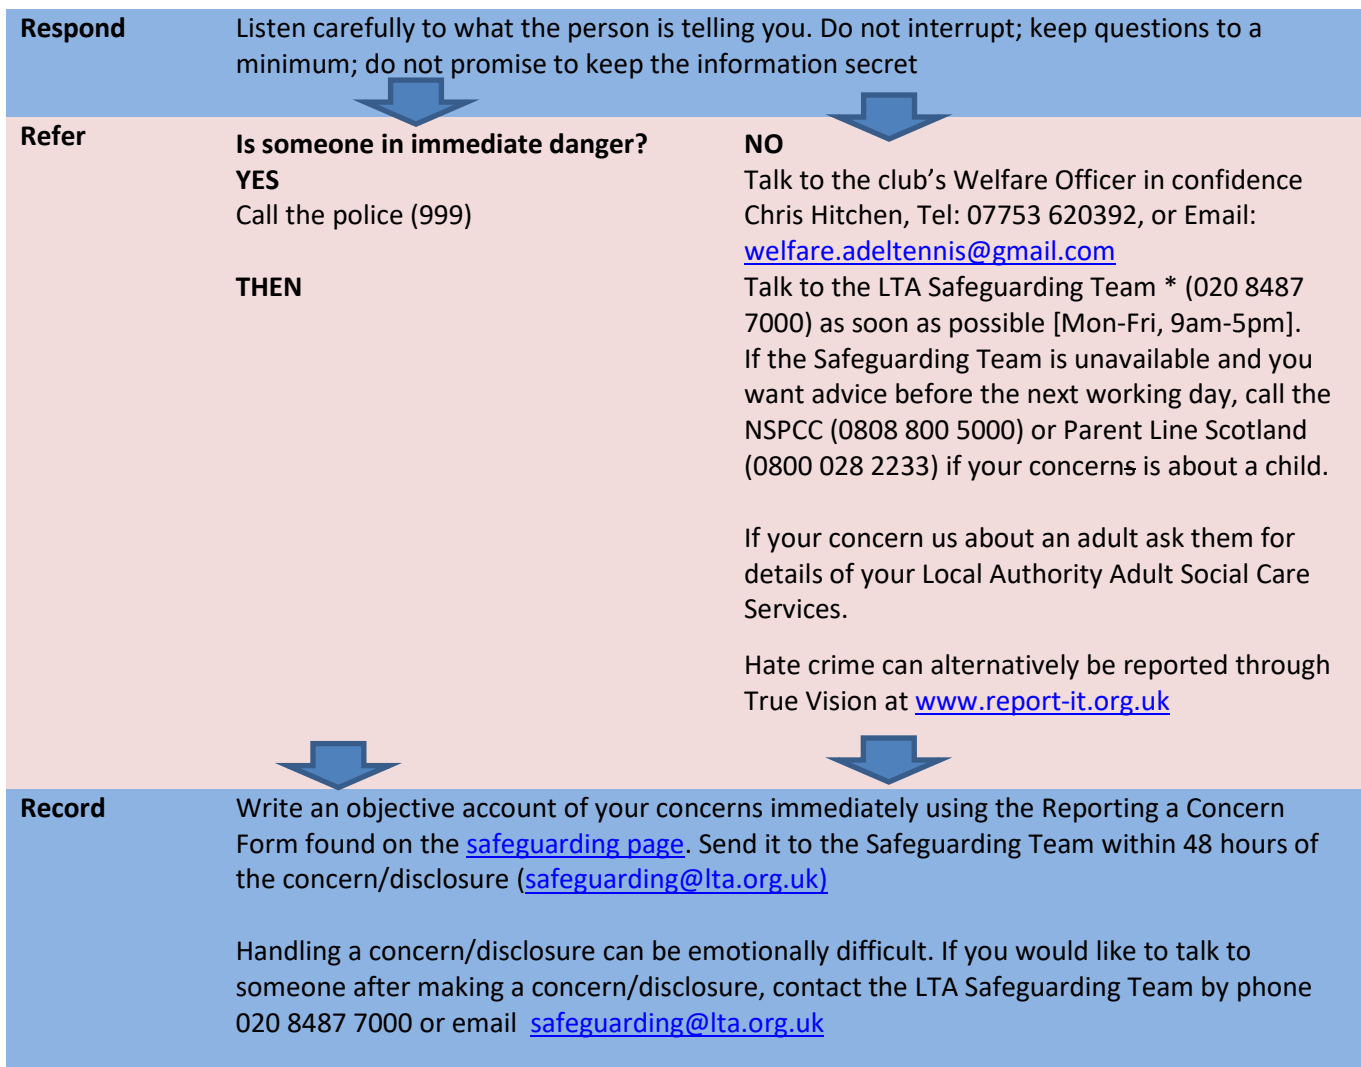 Respond
Listen carefully to what the person is telling you. Do not interrupt; keep questions to a
minimum; do not promise to keep the information secret
Refer
Is someone in immediate danger?
YES
Call the police (999)
THEN
NO
Talk to the club’s Welfare Officer in confidence
Chris Hitchen, Tel: 07753 620392, or Email:
welfare.adeltennis@gmail.com
Talk to the LTA Safeguarding Team * (020 8487
7000) as soon as possible [Mon-Fri, 9am-5pm].
If the Safeguarding Team is unavailable and you
want advice before the next working day, call the
NSPCC (0808 800 5000) or Parent Line Scotland
(0800 028 2233) if your concerns is about a child.
If your concern us about an adult ask them for
details of your Local Authority Adult Social Care
Services.
Hate crime can alternatively be reported through
True Vision at www.report-it.org.uk
Record
Write an objective account of your concerns immediately using the Reporting a Concern
Form found on the safeguarding page. Send it to the Safeguarding Team within 48 hours of
the concern/disclosure (safeguarding@lta.org.uk)
Handling a concern/disclosure can be emotionally difficult. If you would like to talk to
someone after making a concern/disclosure, contact the LTA Safeguarding Team by phone
020 8487 7000 or email safeguarding@lta.org.uk